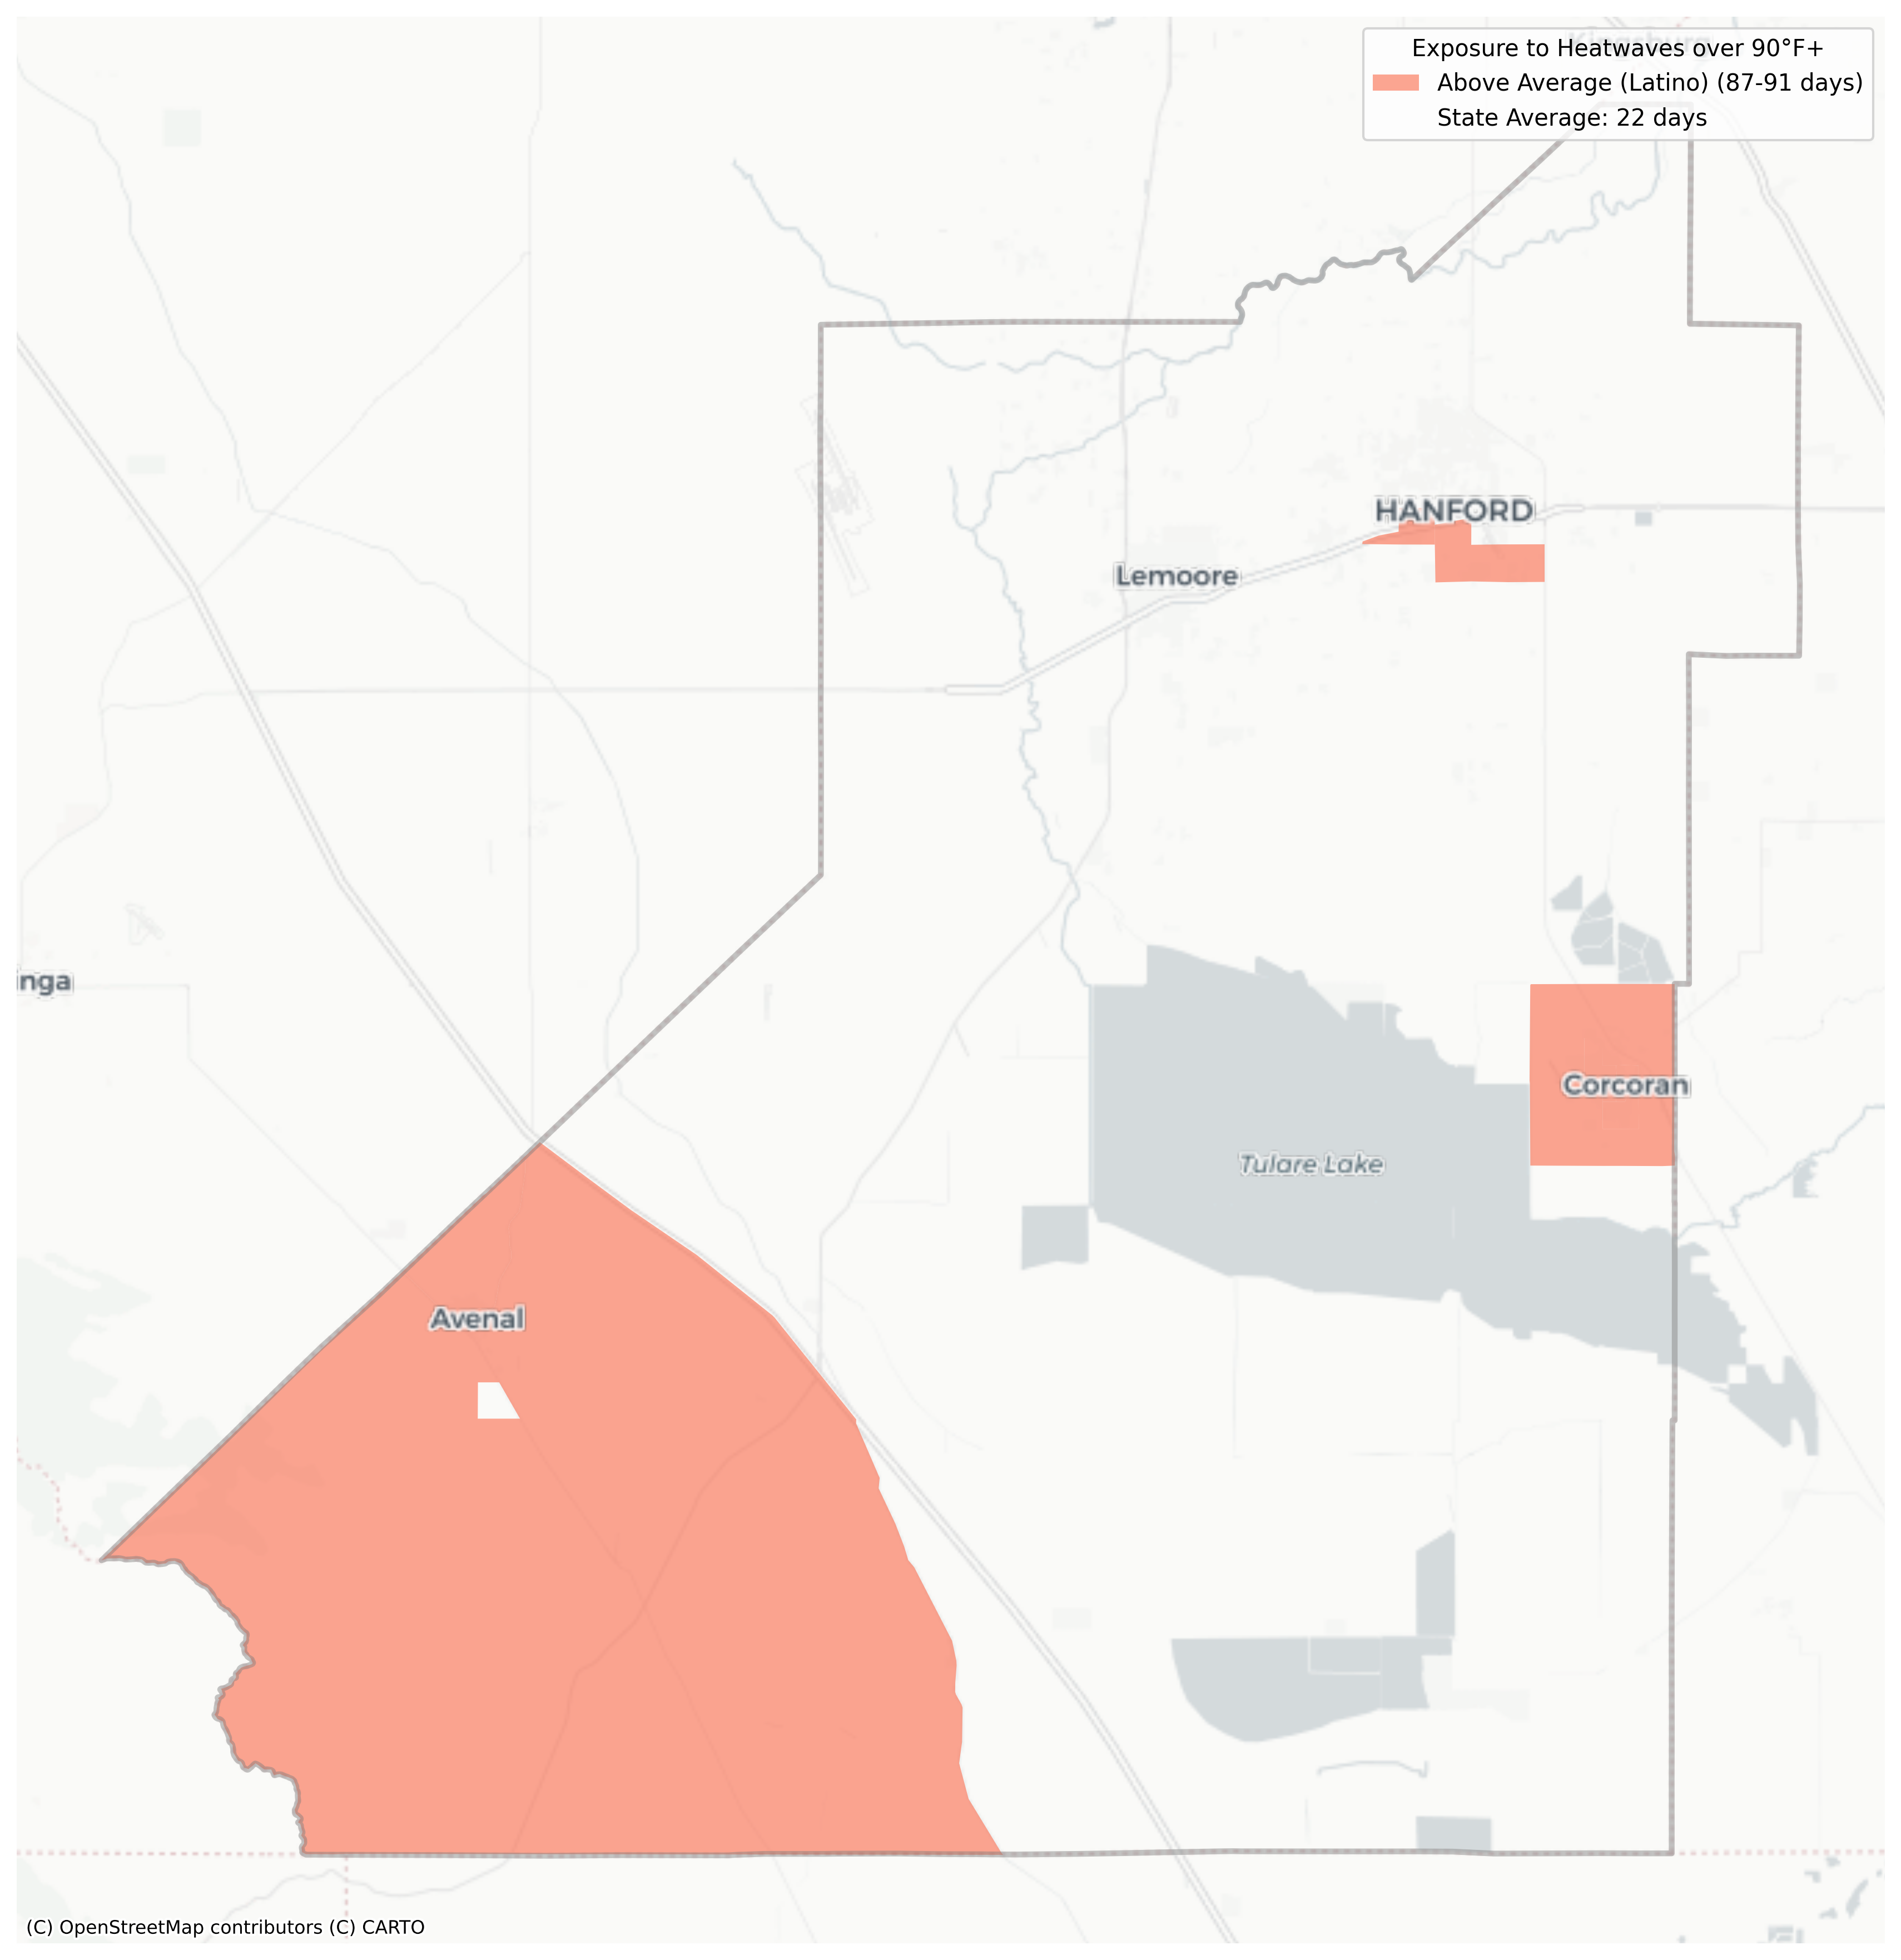 Exposure to Heatwaves over 90°F+
Above Average (Latino) (87-91 days)
State Average: 22 days
HANFORD
Lemoore
inga
Corcoran
Tulare Lake
Avenal
(C) OpenStreetMap contributors (C) CARTO